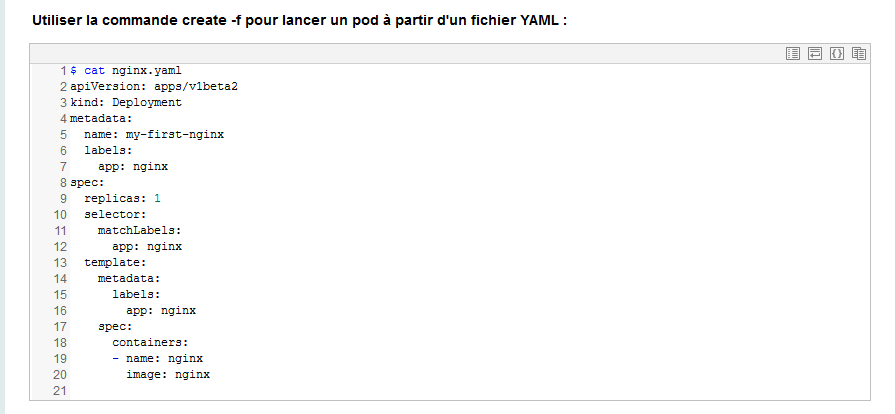 Utiliser la commande create -f pour lancer un pod à partir d'un fichier YAML :
1 $ cat nginx.yaml
2 apiVersion: apps/v1beta2
3 kind: Deployment
4 metadata:
5   name: my-first-nginx
6   labels:
7     app: nginx
8 spec:
9   replicas: 1
10   selector:
11     matchLabels:
12       app: nginx
13   template:
14     metadata:
15       labels:
16         app: nginx
17     spec:
18       containers:
19       - name: nginx
20         image: nginx
21